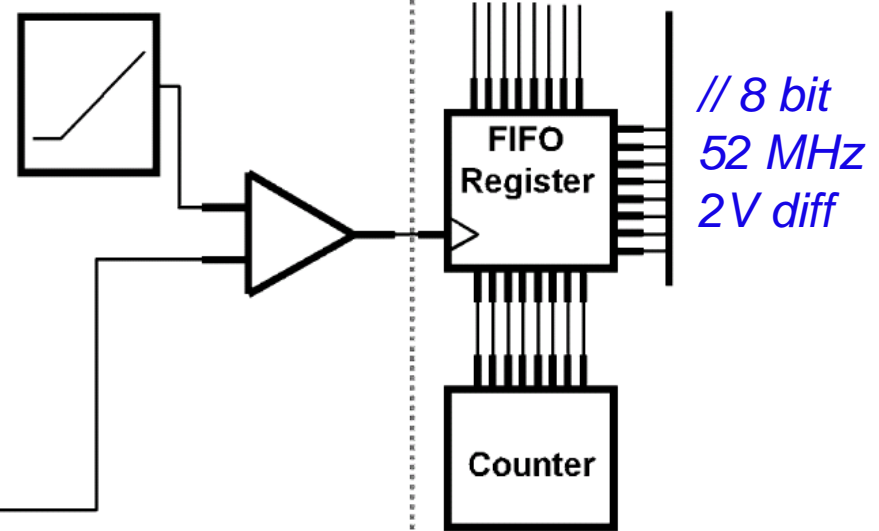 // 8 bit
52 MHz
2V diff
FIFO
Register
Counter